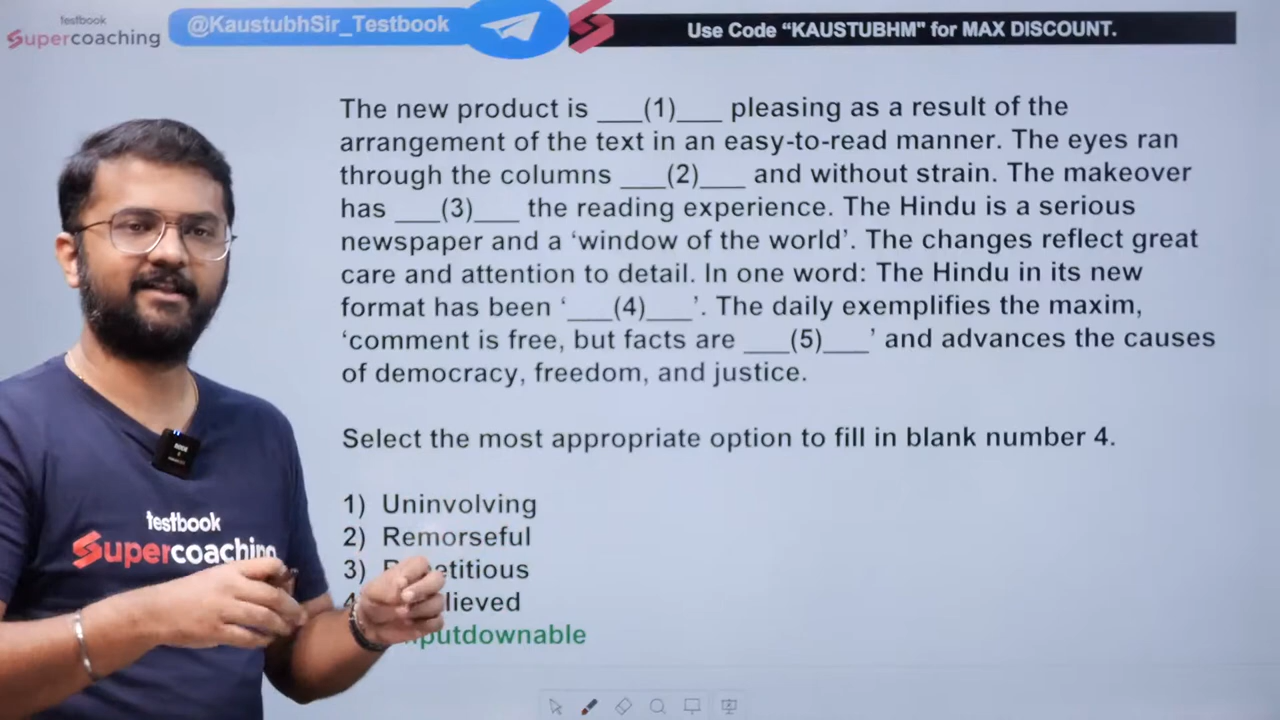 testbook
Supercoaching
@KaustubhSir_Testbook
Use Code “KAUSTUBHM" for MAX DISCOUNT.
The new product is ___(1)___ pleasing as a result of the
arrangement of the text in an easy-to-read manner. The eyes ran
through the columns ___(2)___ and without strain. The makeover
has ___(3)___ the reading experience. The Hindu is a serious
newspaper and a ‘window of the world’. The changes reflect great
care and attention to detail. In one word: The Hindu in its new
format has been ‘___(4)___’. The daily exemplifies the maxim,
‘comment is free, but facts are ___(5)___’ and advances the causes
of democracy, freedom, and justice.
Select the most appropriate option to fill in blank number 4.
1) Uninvolving
2) Remorseful
3)
4
testbook
Supercoaching